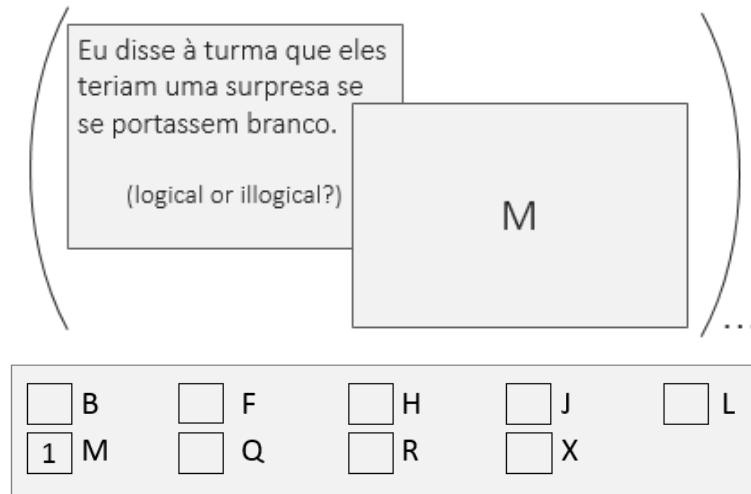 Eu disse à turma que eles
teriam uma surpresa se
se portassem branco.
(logical or illogical?)
M
...
B F H J L
1 M Q R X